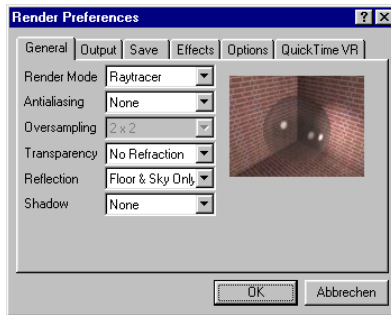 Render Preferences
General Output Save Effects Options QuickTime VR
Render Mode Raytracer
Antialiasing None
Oversampling 2 x 2
Transparency No Refraction
Reflection Floor & Sky Only
Shadow None
OK Abbrechen